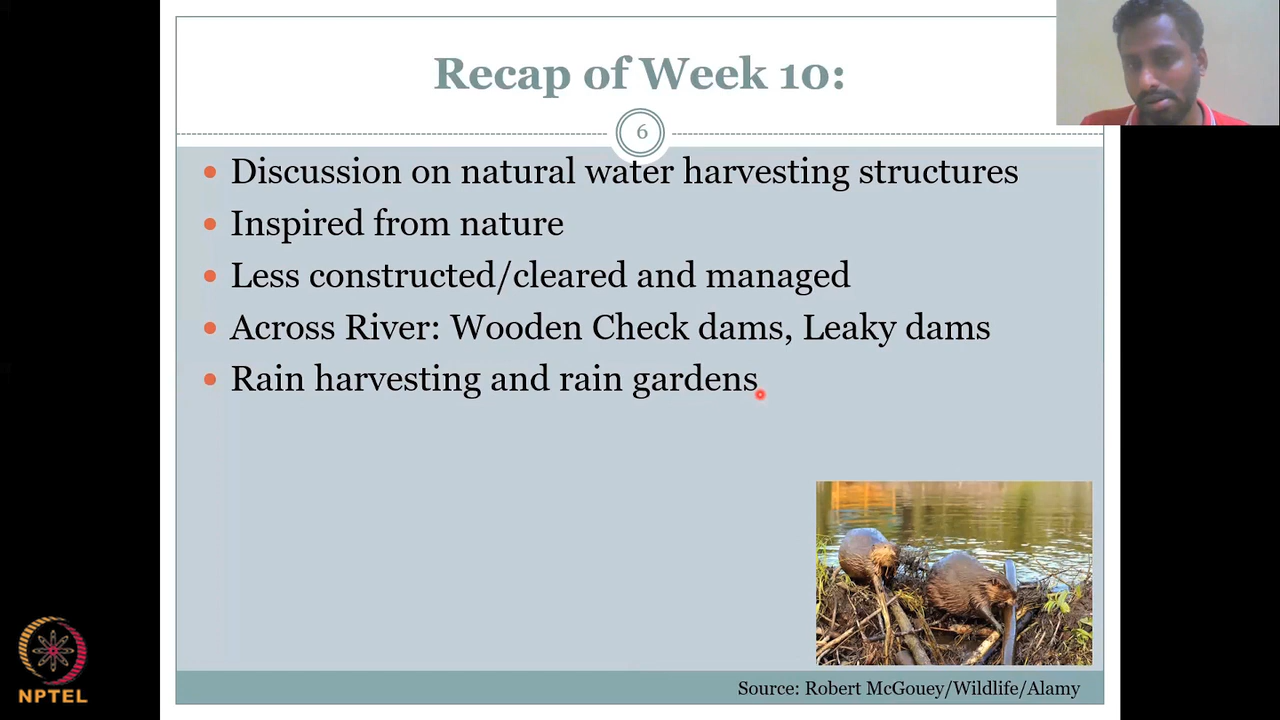 Recap of Week 10:
6
Discussion on natural water harvesting structures
Inspired from nature
Less constructed/cleared and managed
Across River: Wooden Check dams, Leaky dams
Rain harvesting and rain gardens
Source: Robert McGouey/Wildlife/Alamy
NPTEL